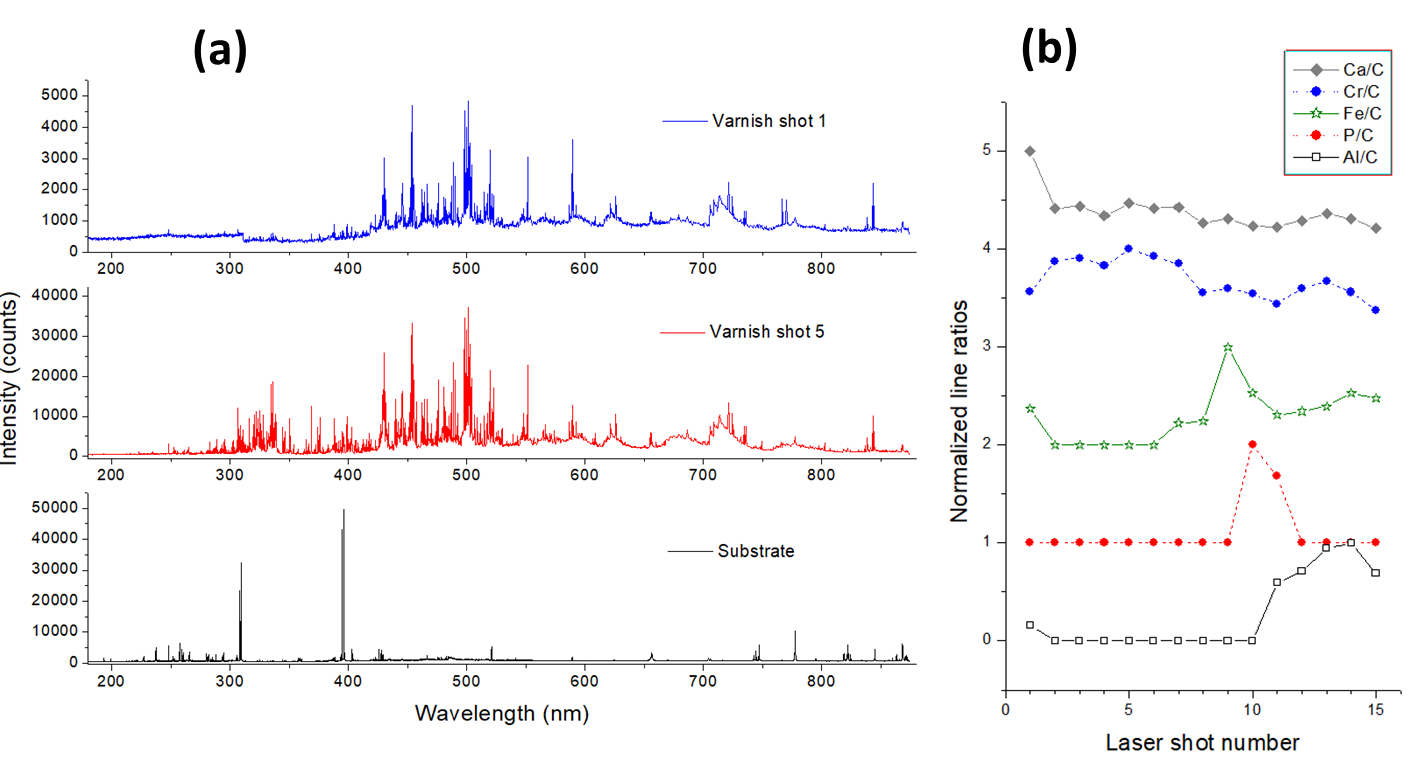 (a)
Intensity (counts)
5000
4000
3000
2000
1000
0
Varnish shot 1
200 300 400 500 600 700 800
40000
30000
20000
10000
0
Varnish shot 5
200 300 400 500 600 700 800
50000
40000
30000
20000
10000
0
Substrate
200 300 400 500 600 700 800
Wavelength (nm)
(b)
Ca/C
Cr/C
Fe/C
P/C
Al/C
Normalized line ratios
5
4
3
2
1
0
0 5 10 15
Laser shot number